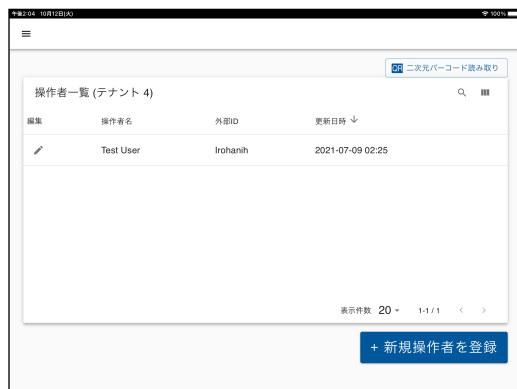 午後2:04 10月12日(火) 100%
QR 二次元バーコード読み取り
操作者一覧 (テナント 4)
編集 操作者名 外部ID 更新日時
Test User Irohanih 2021-07-09 02:25
表示件数 20 1-1 / 1
+ 新規操作者を登録